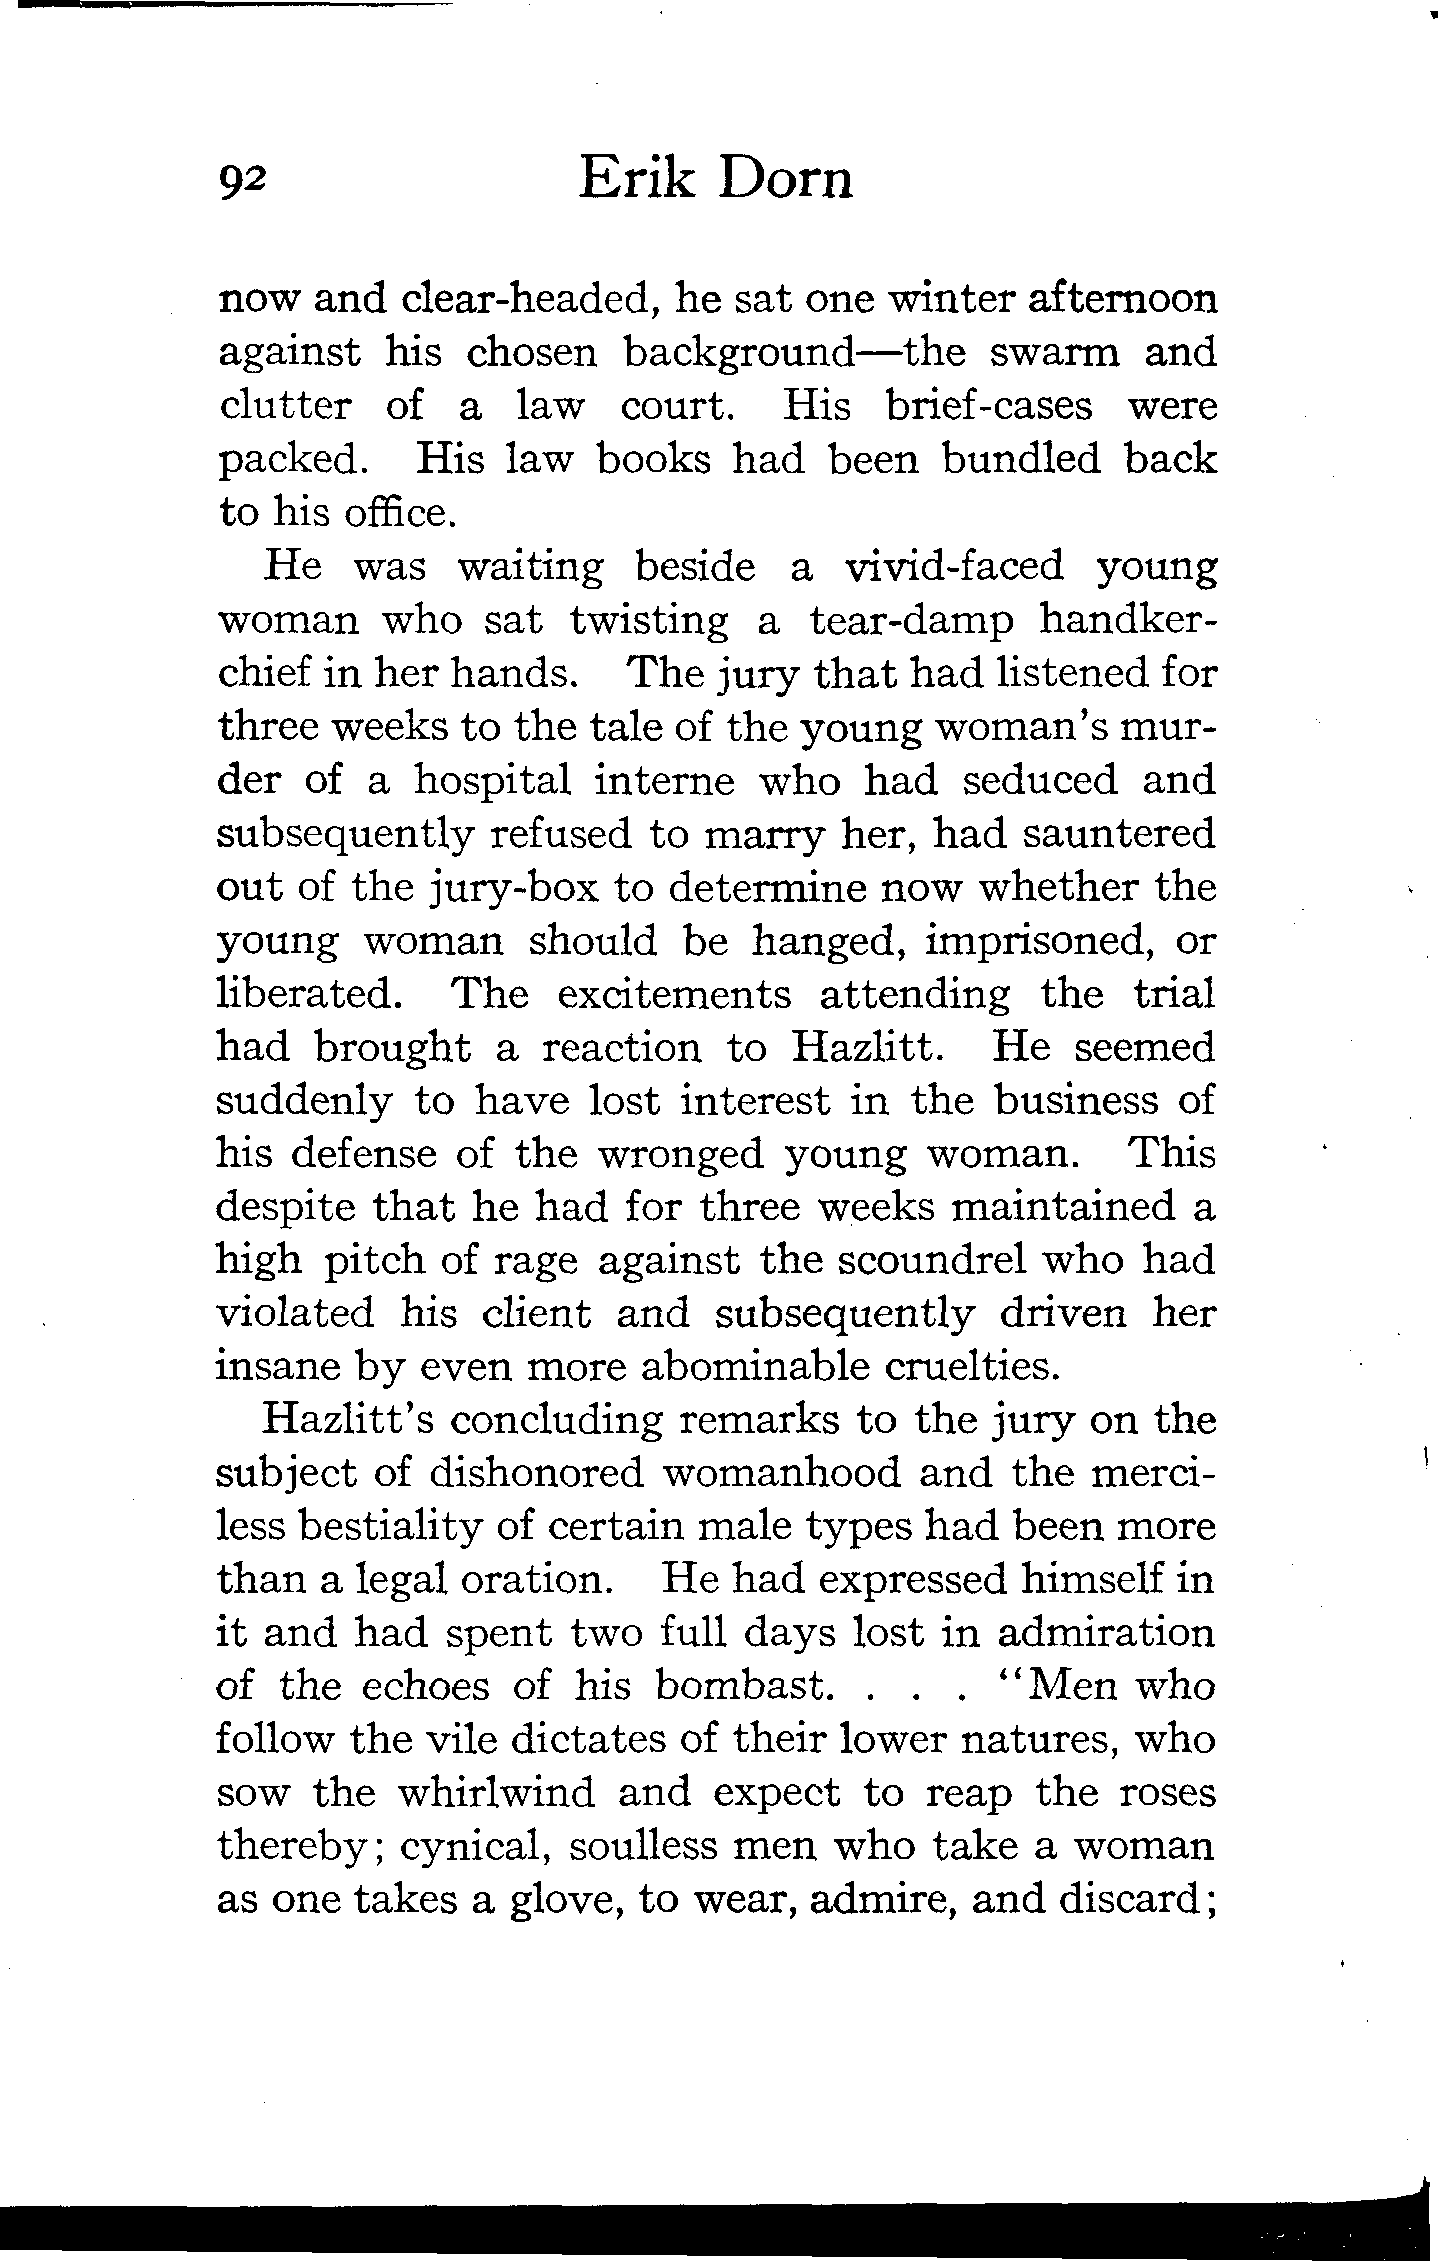 92 Erik Dorn
now and clear-headed, he sat one winter afternoon
against his chosen background—the swarm and
clutter of a law court. His brief-cases were
packed. His law books had been bundled back
to his office.
He was waiting beside a vivid-faced young
woman who sat twisting a tear-damp handker-
chief in her hands. The jury that had listened for
three weeks to the tale of the young woman's mur-
der of a hospital interne who had seduced and
subsequently refused to marry her, had sauntered
out of the jury-box to determine now whether the
young woman should be hanged, imprisoned, or
liberated. The excitements attending the trial
had brought a reaction to Hazlitt. He seemed
suddenly to have lost interest in the business of
his defense of the wronged young woman. This
despite that he had for three weeks maintained a
high pitch of rage against the scoundrel who had
violated his client and subsequently driven her
insane by even more abominable cruelties.
Hazlitt's concluding remarks to the jury on the
subject of dishonored womanhood and the merci-
less bestiality of certain male types had been more
than a legal oration. He had expressed himself in
it and had spent two full days lost in admiration
of the echoes of his bombast. . . . "Men who
follow the vile dictates of their lower natures, who
sow the whirlwind and expect to reap the roses
thereby; cynical, soulless men who take a woman
as one takes a glove, to wear, admire, and discard;